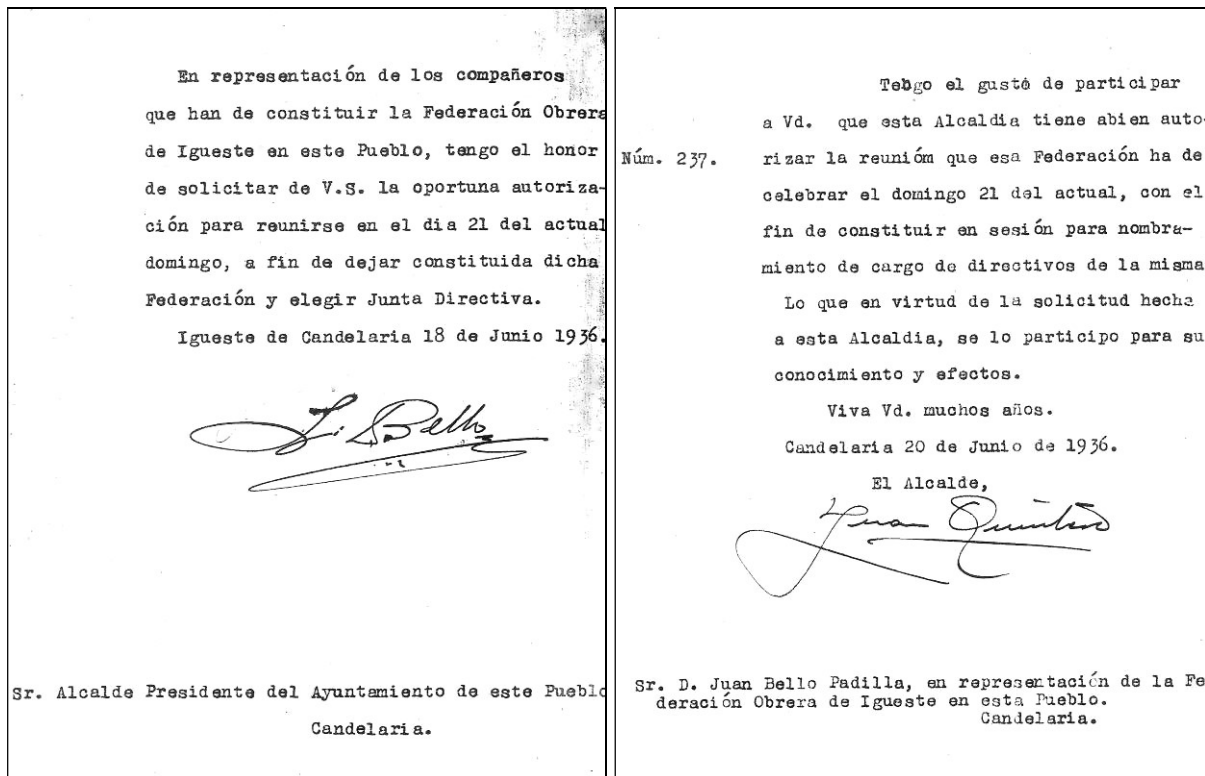 En representación de los compañeros
que han de constituir la Federación Obrera
de Igueste en este Pueblo, tengo el honor
de solicitar de V.S. la oportuna autoriza-
ción para reunirse en el dia 21 del actual
domingo, a fin de dejar constituida dicha
Federación y elegir Junta Directiva.
Igueste de Candelaria 18 de Junio 1936.
Bello
Sr. Alcalde Presidente del Ayuntamiento de este Pueblo
Candelaria.
Tebgo el gusto de participar
a Vd. que esta Alcaldia tiene abien auto-
Núm. 237. rizar la reunióm que esa Federación ha de
celebrar el domingo 21 del actual, con el
fin de constituir en sesión para nombra-
miento de cargo de directivos de la misma
Lo que en virtud de la solicitud hecha
a esta Alcaldia, se lo participo para su
conocimiento y efectos.
Viva Vd. muchos años.
Candelaria 20 de Junio de 1936.
El Alcalde,
Juan Quintero
Sr. D. Juan Bello Padilla, en representación de la Fe
deración Obrera de Igueste en esta Pueblo.
Candelaria.